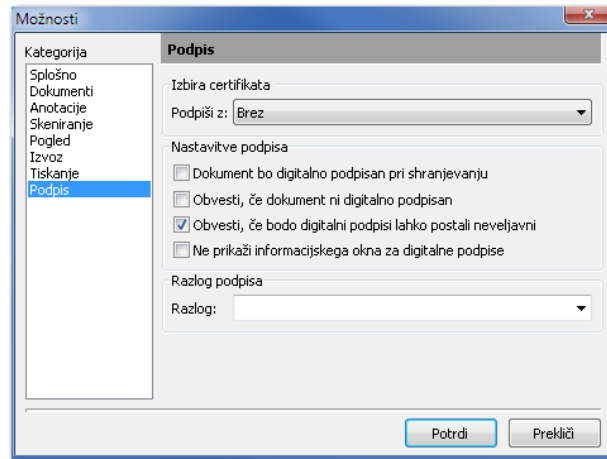 Možnosti
Kategorija
Splošno
Dokumenti
Anotacije
Skeniranje
Pogled
Izvoz
Tiskanje
Podpis
Podpis
Izbira certifikata
Podpiši z: Brez
Nastavitve podpisa
Dokument bo digitalno podpisan pri shranjevanju
Obvesti, če dokument ni digitalno podpisan
Obvesti, če bodo digitalni podpisi lahko postali neveljavni
Ne prikaži informacijskega okna za digitalne podpise
Razlog podpisa
Razlog:
Potrdi Prekliči